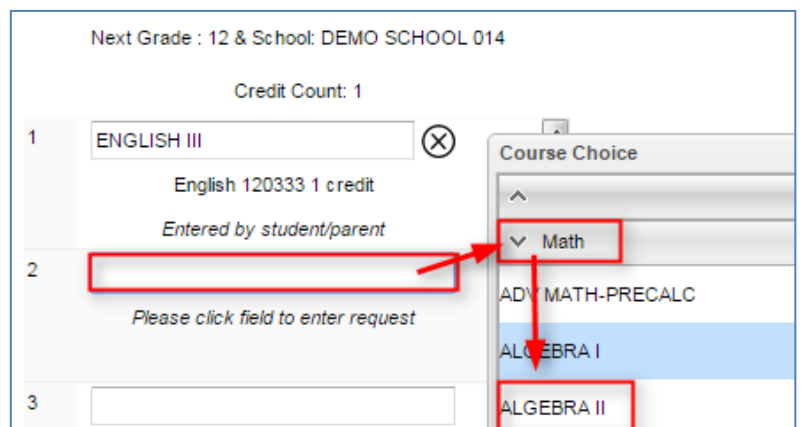 Next Grade : 12 & School: DEMO SCHOOL 014
Credit Count: 1
1
ENGLISH III
English 120333 1 credit
Entered by student/parent
2
Please click field to enter request
3
Course Choice
Math
ADV MATH-PRECALC
ALGEBRA I
ALGEBRA II